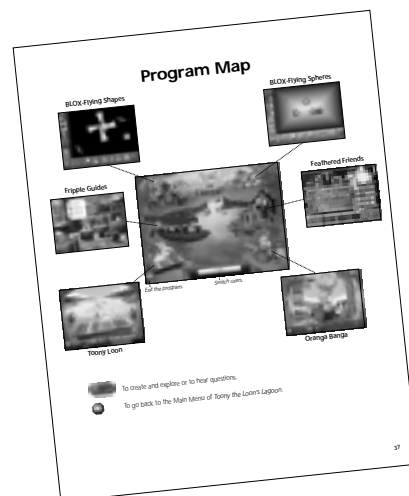 Program Map
BLOX-Flying Shapes
BLOX-Flying Spheres
Fripple Guides
Feathered Friends
Exit the program.
Switch users.
Toony Loon
Oranga Banga
To create and explore or to hear questions.
To go back to the Main Menu of Toony the Loon's Lagoon.
37